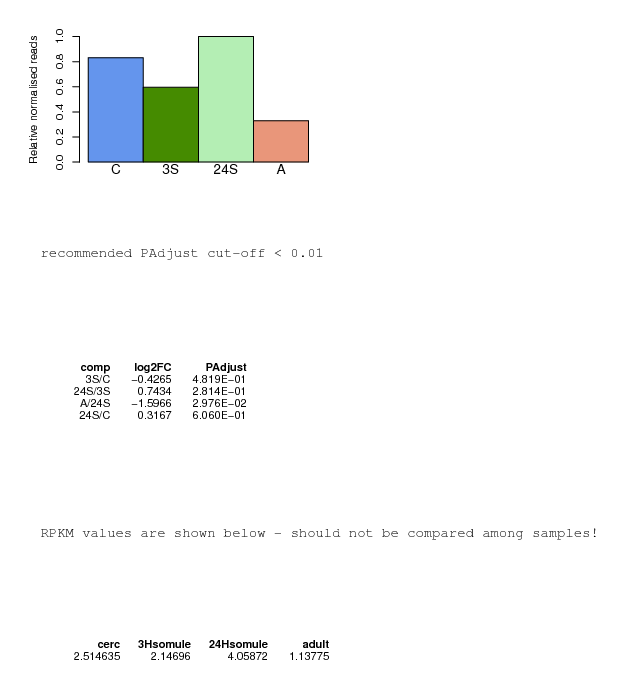 Relative normalised reads
1.0
0.8
0.6
0.4
0.2
0.0
C 3S 24S A
recommended PAdjust cut-off < 0.01
comp log2FC PAdjust
3S/C −0.4265 4.819E−01
24S/3S 0.7434 2.814E−01
A/24S −1.5966 2.976E−02
24S/C 0.3167 6.060E−01
RPKM values are shown below - should not be compared among samples!
cerc 3Hsomule 24Hsomule adult
2.514635 2.14696 4.05872 1.13775